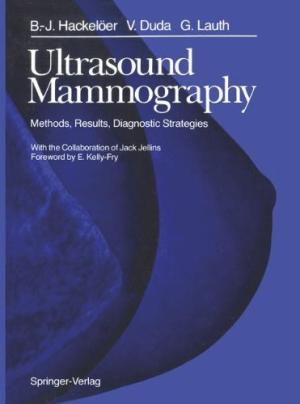 B.-J. Hackelöer V. Duda G. Lauth
Ultrasound
Mammography
Methods, Results, Diagnostic Strategies
With the Collaboration of Jack Jellins
Foreword by E. Kelly-Fry
Springer-Verlag